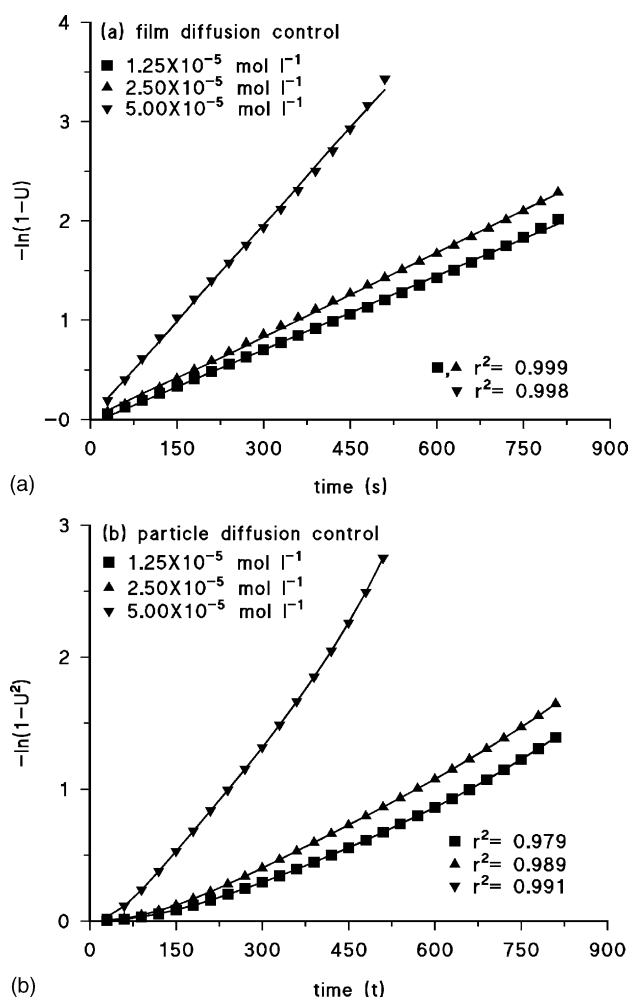 (a) film diffusion control
■ 1.25X10⁻⁵ mol l⁻¹
▲ 2.50X10⁻⁵ mol l⁻¹
▼ 5.00X10⁻⁵ mol l⁻¹
-ln(1-U)
4
3
2
1
-0
■,▲ r²= 0.999
▼ r²= 0.998
0 150 300 450 600 750 900
time (s)
(a)
(b) particle diffusion control
■ 1.25X10⁻⁵ mol l⁻¹
▲ 2.50X10⁻⁵ mol l⁻¹
▼ 5.00X10⁻⁵ mol l⁻¹
-ln(1-U²)
3
2
1
0
■ r²= 0.979
▲ r²= 0.989
▼ r²= 0.991
0 150 300 450 600 750 900
time (t)
(b)